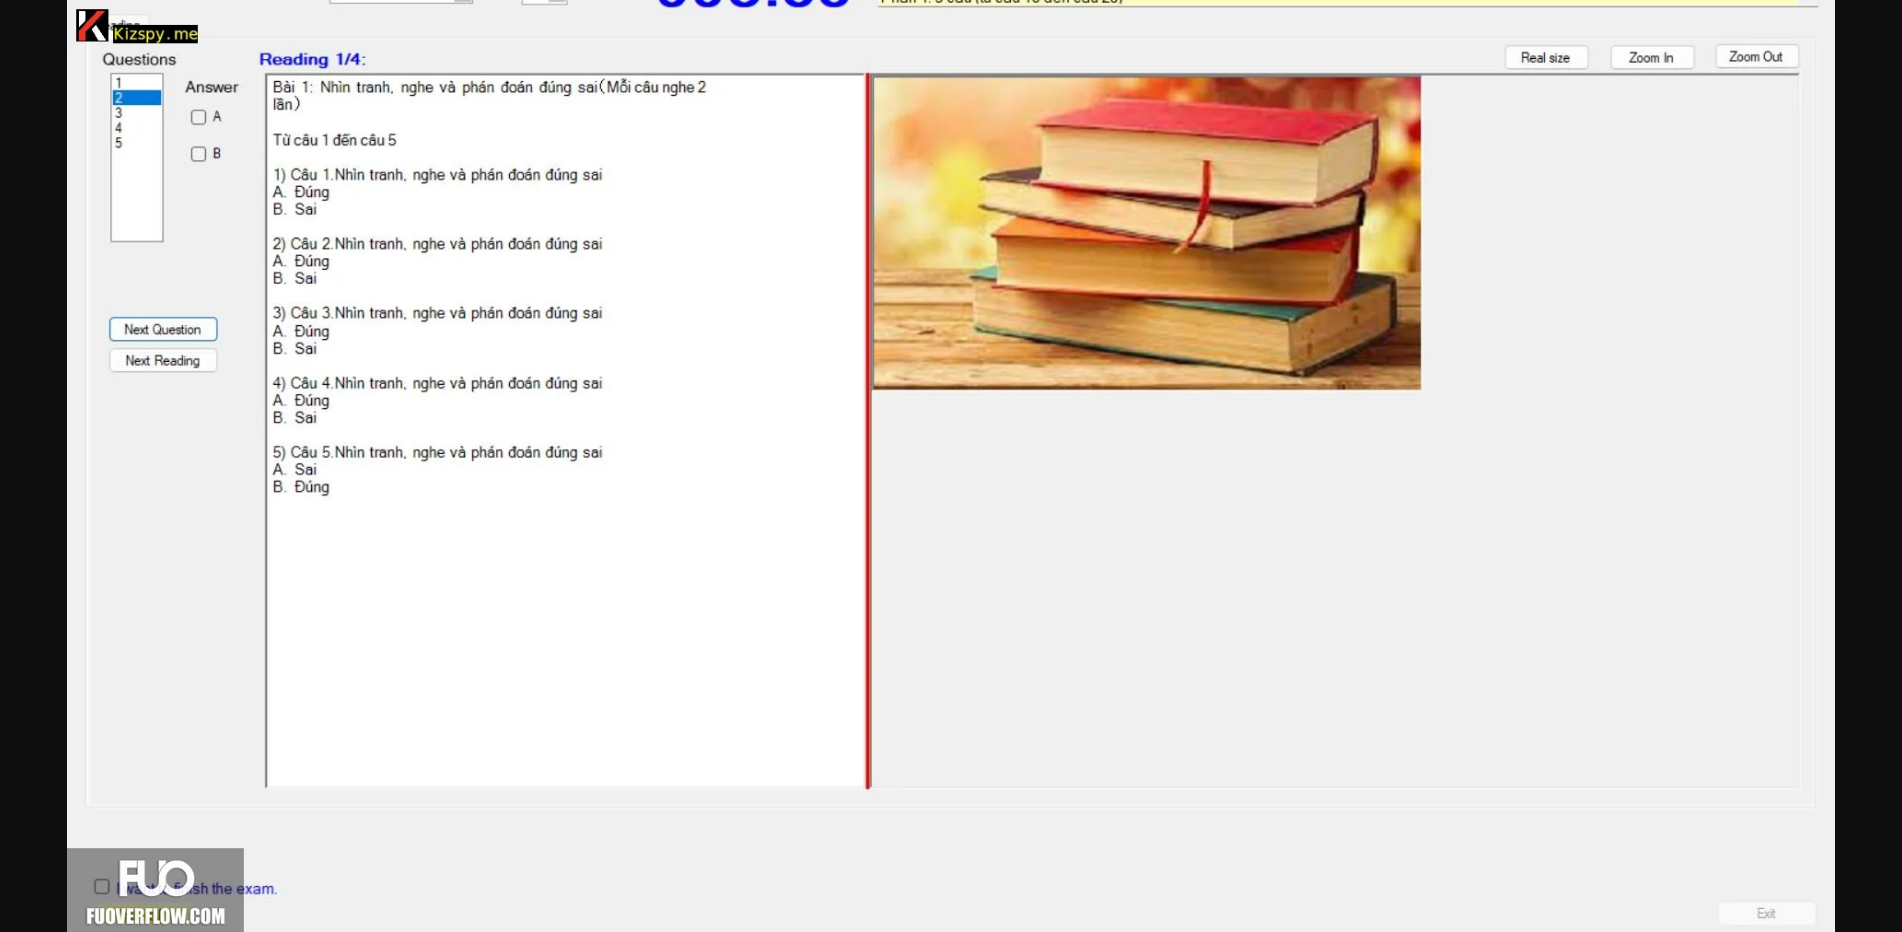 Kizspy.me
Questions
Reading 1/4:
Real size
Zoom In
Zoom Out
1
2
3
4
5
Answer
A
B
Bài 1: Nhìn tranh, nghe và phán đoán đúng sai(Mỗi câu nghe 2
lần)
Từ câu 1 đến câu 5
1) Câu 1.Nhìn tranh, nghe và phán đoán đúng sai
A. Đúng
B. Sai
2) Câu 2.Nhìn tranh, nghe và phán đoán đúng sai
A. Đúng
B. Sai
3) Câu 3.Nhìn tranh, nghe và phán đoán đúng sai
A. Đúng
B. Sai
4) Câu 4.Nhìn tranh, nghe và phán đoán đúng sai
A. Đúng
B. Sai
5) Câu 5.Nhìn tranh, nghe và phán đoán đúng sai
A. Sai
B. Đúng
Next Question
Next Reading
FUO
I want finish the exam.
FUOVERFLOW.COM
Exit